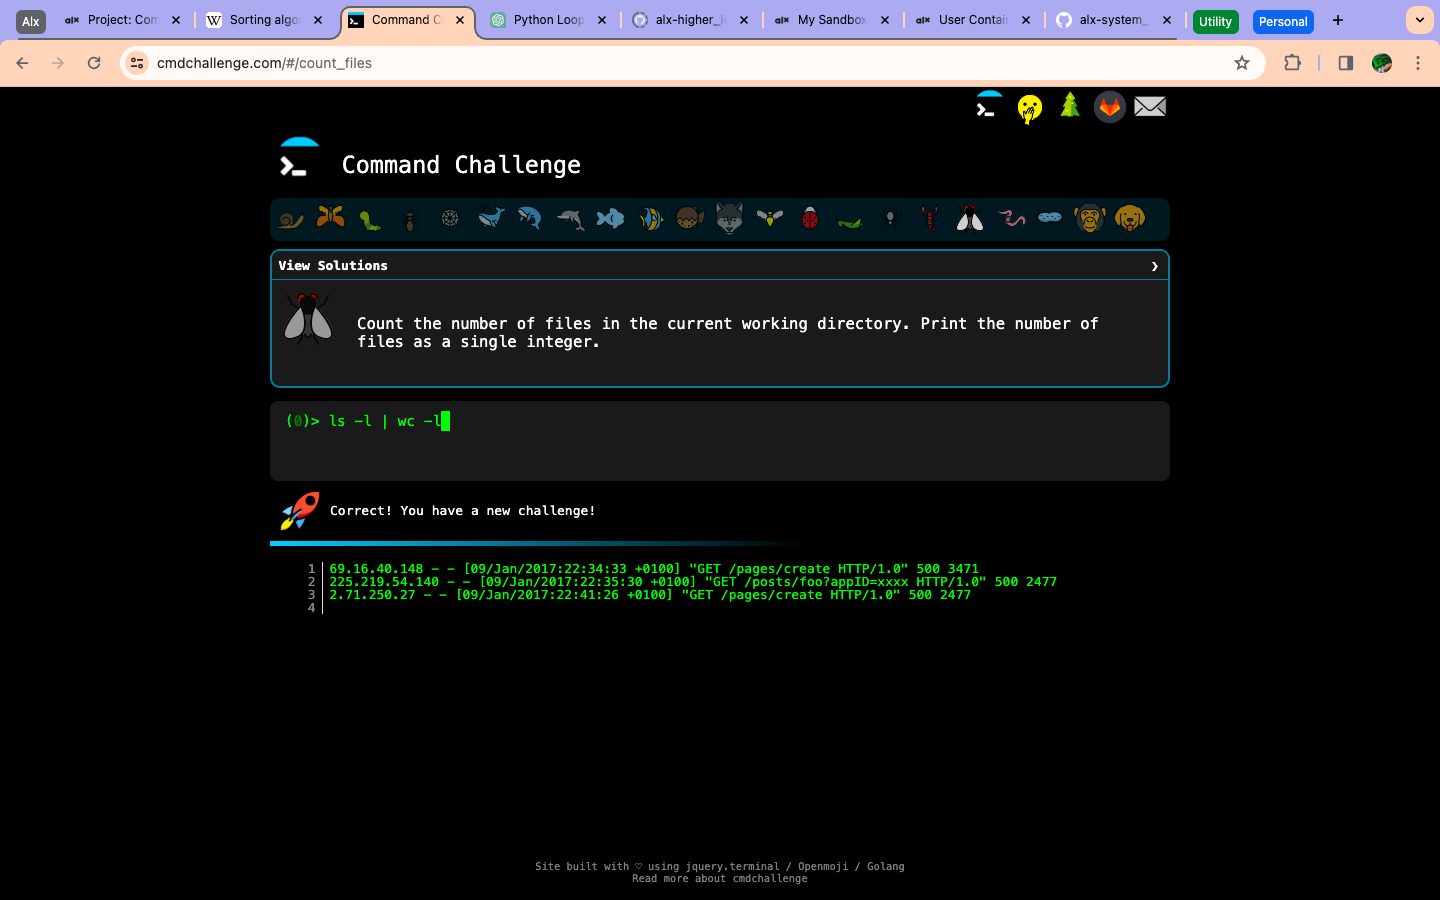 Alx
Project: Com
Sorting algo
Command C
Python Loop
alx-higher_le
My Sandbox
User Contai
alx-system_
Utility
Personal
cmdchallenge.com/#/count_files
Command Challenge
View Solutions
Count the number of files in the current working directory. Print the number of
files as a single integer.
(0)> ls -l | wc -l
Correct! You have a new challenge!
1 69.16.40.148 - - [09/Jan/2017:22:34:33 +0100] "GET /pages/create HTTP/1.0" 500 3471
2 225.219.54.140 - - [09/Jan/2017:22:35:30 +0100] "GET /posts/foo?appID=xxxx HTTP/1.0" 500 2477
3 2.71.250.27 - - [09/Jan/2017:22:41:26 +0100] "GET /pages/create HTTP/1.0" 500 2477
4
Site built with ♡ using jquery.terminal / Openmoji / Golang
Read more about cmdchallenge